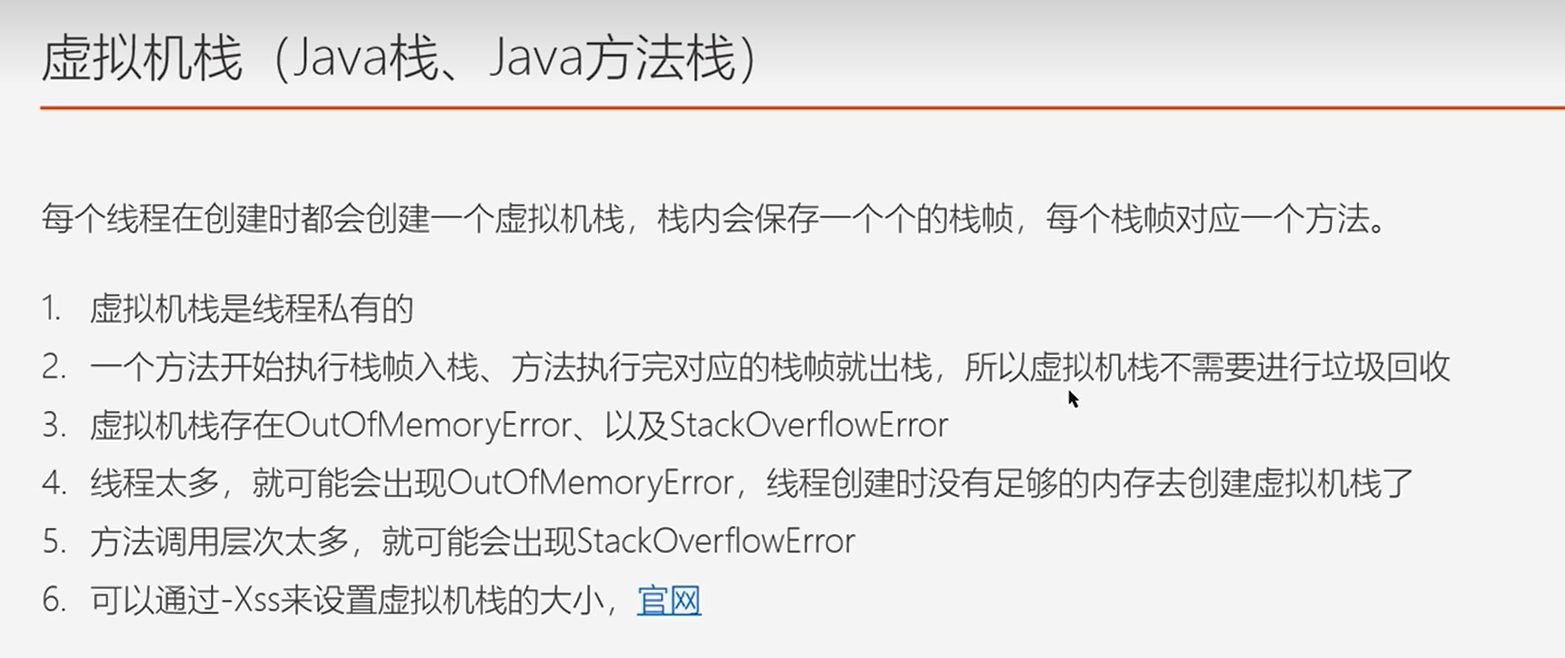 虚拟机栈（Java栈、Java方法栈）
每个线程在创建时都会创建一个虚拟机栈，栈内会保存一个个的栈帧，每个栈帧对应一个方法。
1. 虚拟机栈是线程私有的
2. 一个方法开始执行栈帧入栈、方法执行完对应的栈帧就出栈，所以虚拟机栈不需要进行垃圾回收
3. 虚拟机栈存在OutOfMemoryError、以及StackOverflowError
4. 线程太多，就可能会出现OutOfMemoryError，线程创建时没有足够的内存去创建虚拟机栈了
5. 方法调用层次太多，就可能会出现StackOverflowError
6. 可以通过-Xss来设置虚拟机栈的大小，官网